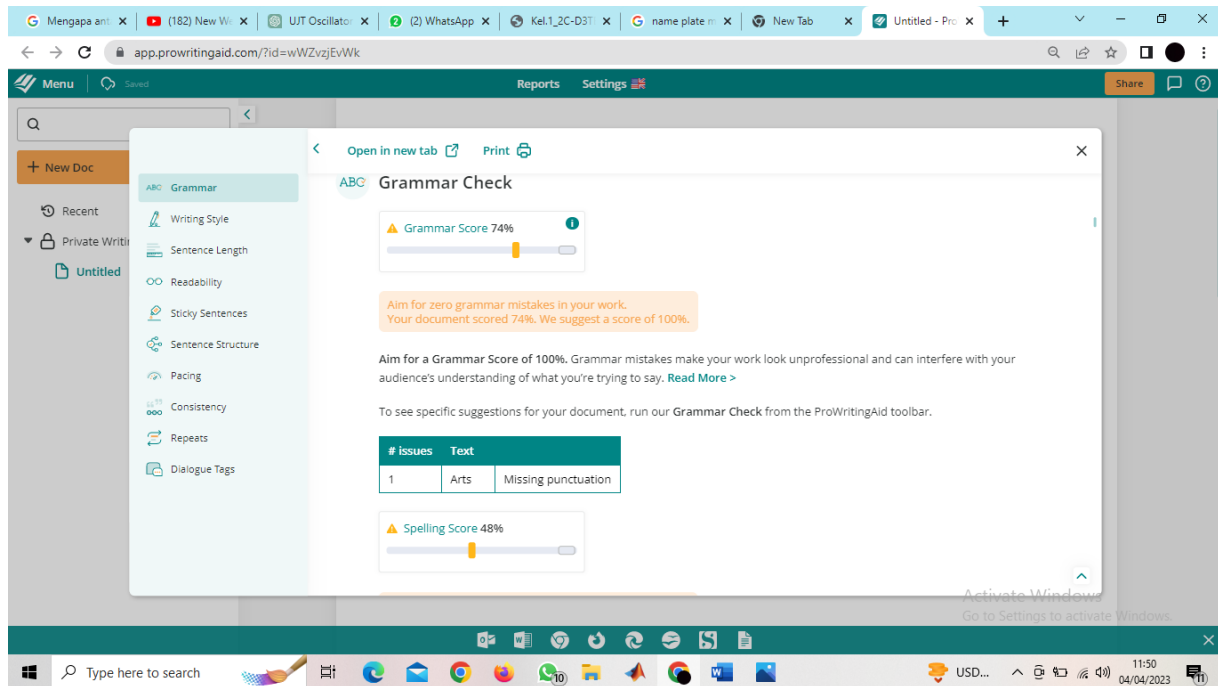 Mengapa ant
(182) New W
UJT Oscillator
(2) WhatsApp
Kel.1_2C-D3T
name plate m
New Tab
Untitled - Pro
app.prowritingaid.com/?id=wWZvzjEvWk
Menu
Saved
Reports
Settings
Share
New Doc
Recent
Private Writi
Untitled
Open in new tab
Print
ABC Grammar
Writing Style
Sentence Length
Readability
Sticky Sentences
Sentence Structure
Pacing
Consistency
Repeats
Dialogue Tags
ABC Grammar Check
Grammar Score 74%
Aim for zero grammar mistakes in your work.
Your document scored 74%. We suggest a score of 100%.
Aim for a Grammar Score of 100%. Grammar mistakes make your work look unprofessional and can interfere with your
audience's understanding of what you're trying to say. Read More >
To see specific suggestions for your document, run our Grammar Check from the ProWritingAid toolbar.
# issues Text
1 Arts Missing punctuation
Spelling Score 48%
Activate Windows
Go to Settings to activate Windows.
Type here to search
10
USD...
11:50
04/04/2023
11